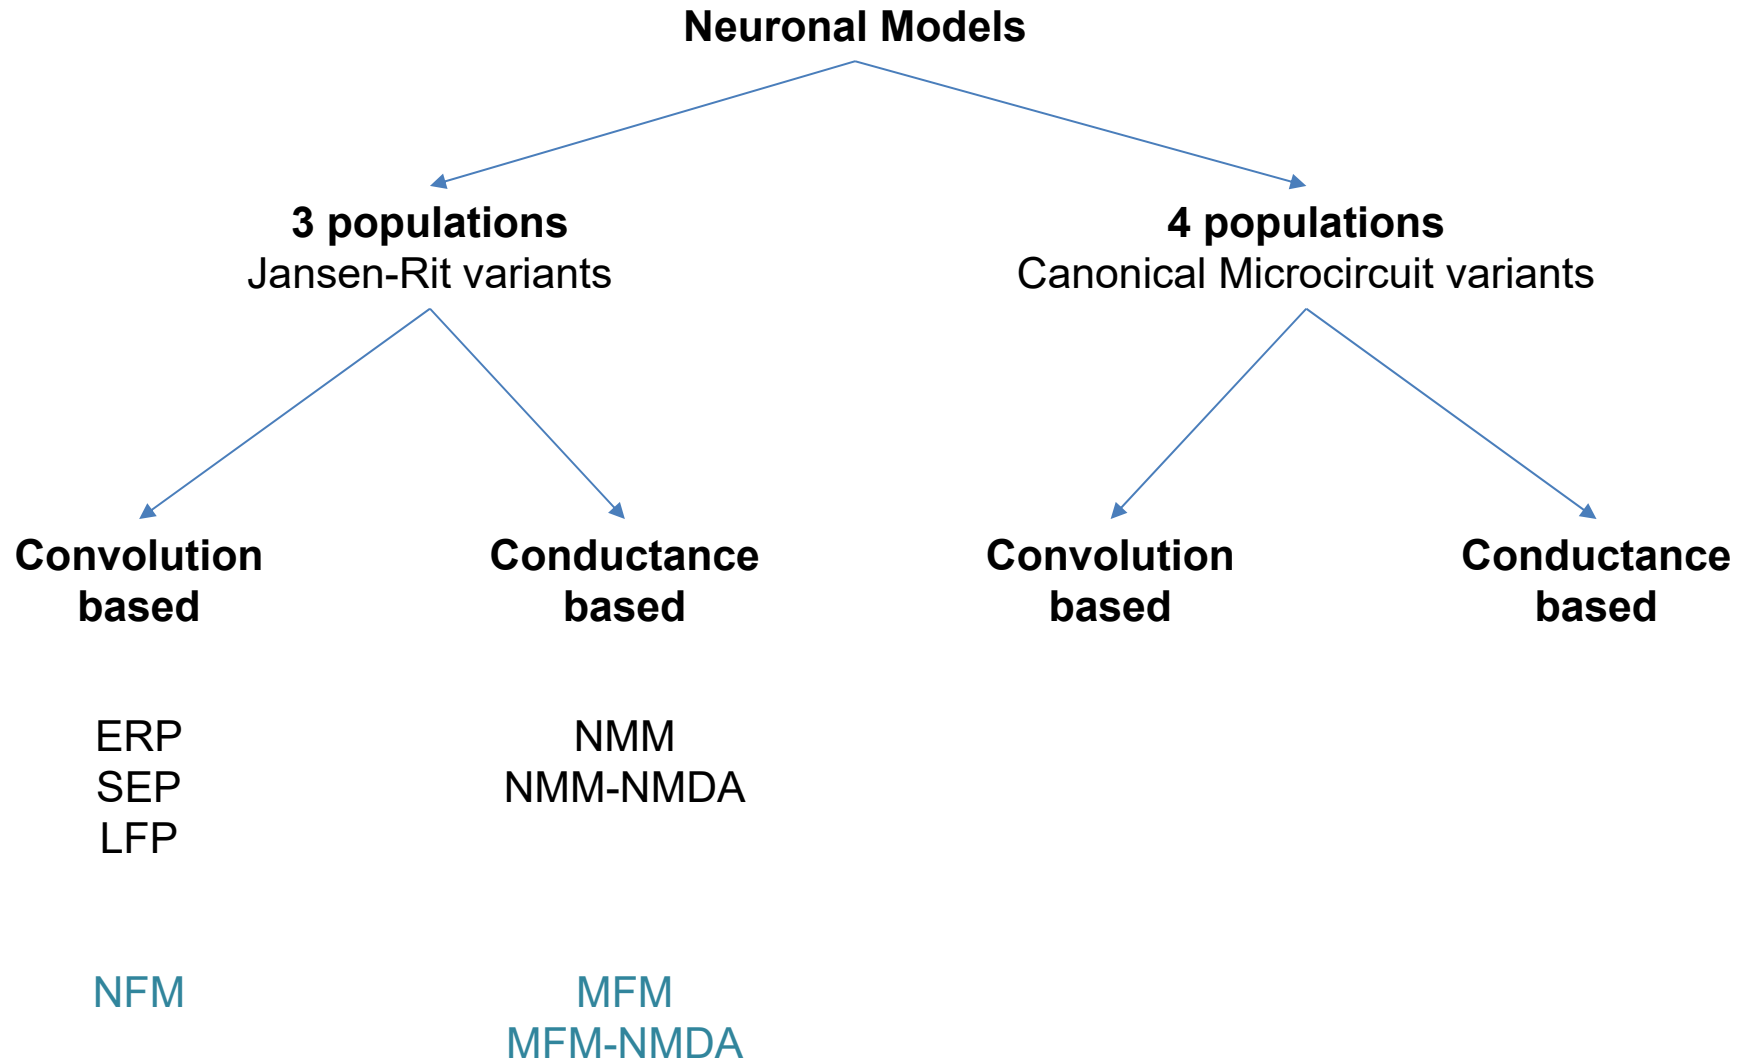 Neuronal Models
3 populations
Jansen-Rit variants
4 populations
Canonical Microcircuit variants
Convolution
based
Conductance
based
Convolution
based
Conductance
based
ERP
SEP
LFP
NMM
NMM-NMDA
NFM
MFM
MFM-NMDA